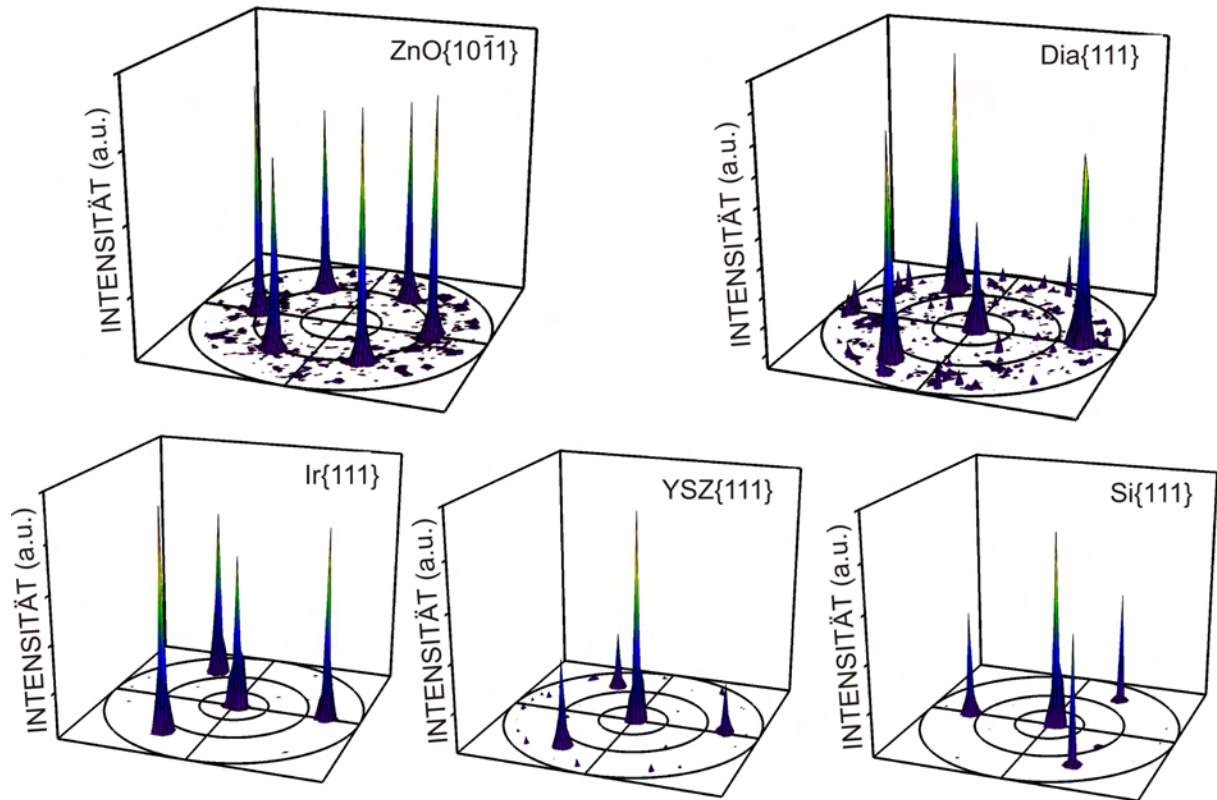 ZnO{101̄1}
INTENSITÄT (a.u.)
Dia{111}
INTENSITÄT (a.u.)
Ir{111}
INTENSITÄT (a.u.)
YSZ{111}
INTENSITÄT (a.u.)
Si{111}
INTENSITÄT (a.u.)